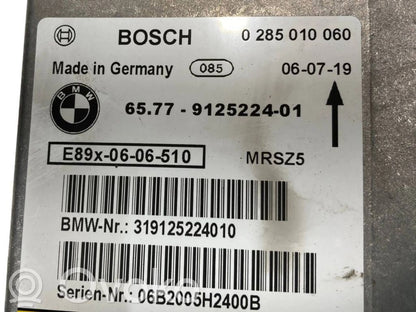 BOSCH 0 285 010 060
Made in Germany 085 06-07-19
BMW
65.77 - 9125224-01
E89x-06-06-510 MRSZ5
BMW-Nr.: 319125224010
Serien-Nr.: 06B2005H2400B